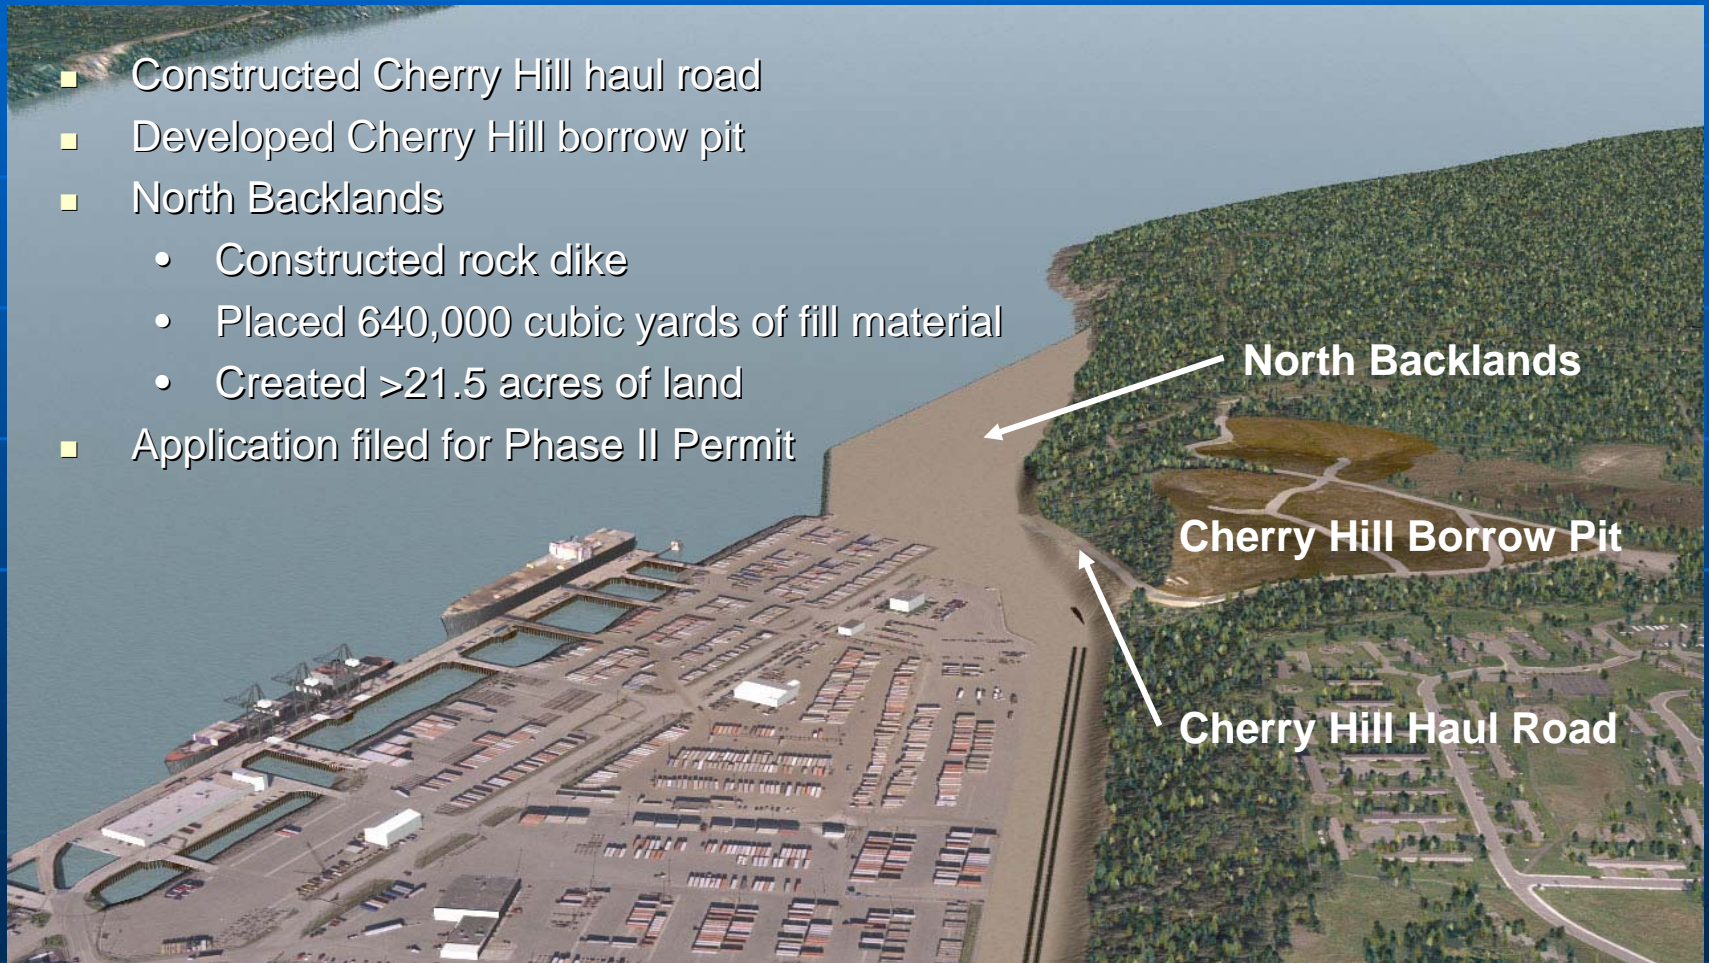 Constructed Cherry Hill haul road
Developed Cherry Hill borrow pit
North Backlands
Constructed rock dike
Placed 640,000 cubic yards of fill material
Created >21.5 acres of land
Application filed for Phase II Permit
North Backlands
Cherry Hill Borrow Pit
Cherry Hill Haul Road